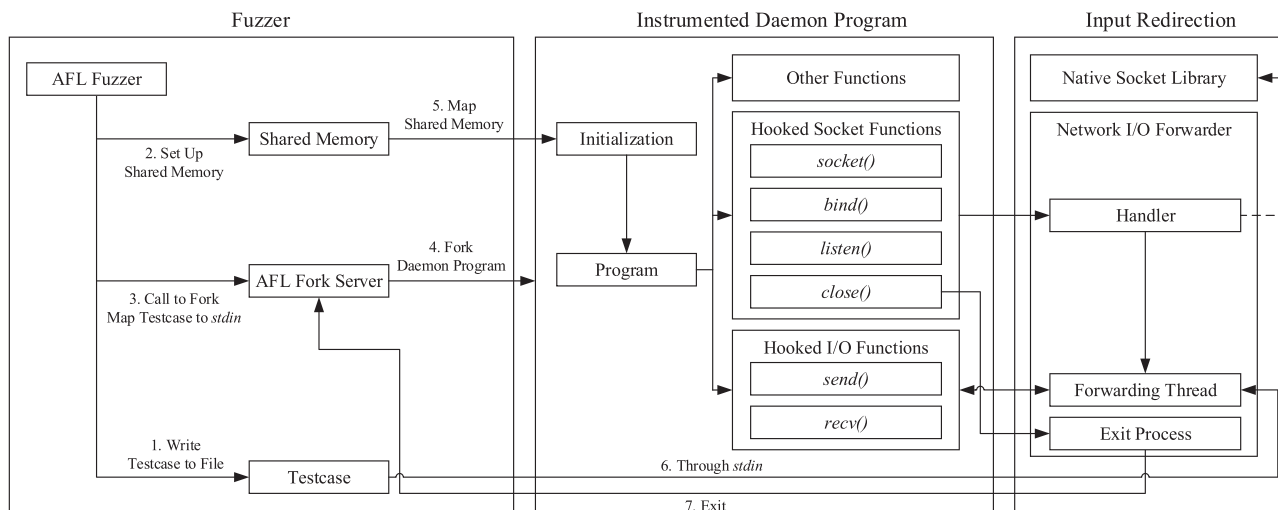 Fuzzer
AFL Fuzzer
Shared Memory
2. Set Up
Shared Memory
AFL Fork Server
3. Call to Fork
Map Testcase to stdin
1. Write
Testcase to File
Testcase
5. Map
Shared Memory
4. Fork
Daemon Program
Instrumented Daemon Program
Initialization
Program
Other Functions
Hooked Socket Functions
socket()
bind()
listen()
close()
Hooked I/O Functions
send()
recv()
6. Through stdin
7. Exit
Input Redirection
Native Socket Library
Network I/O Forwarder
Handler
Forwarding Thread
Exit Process